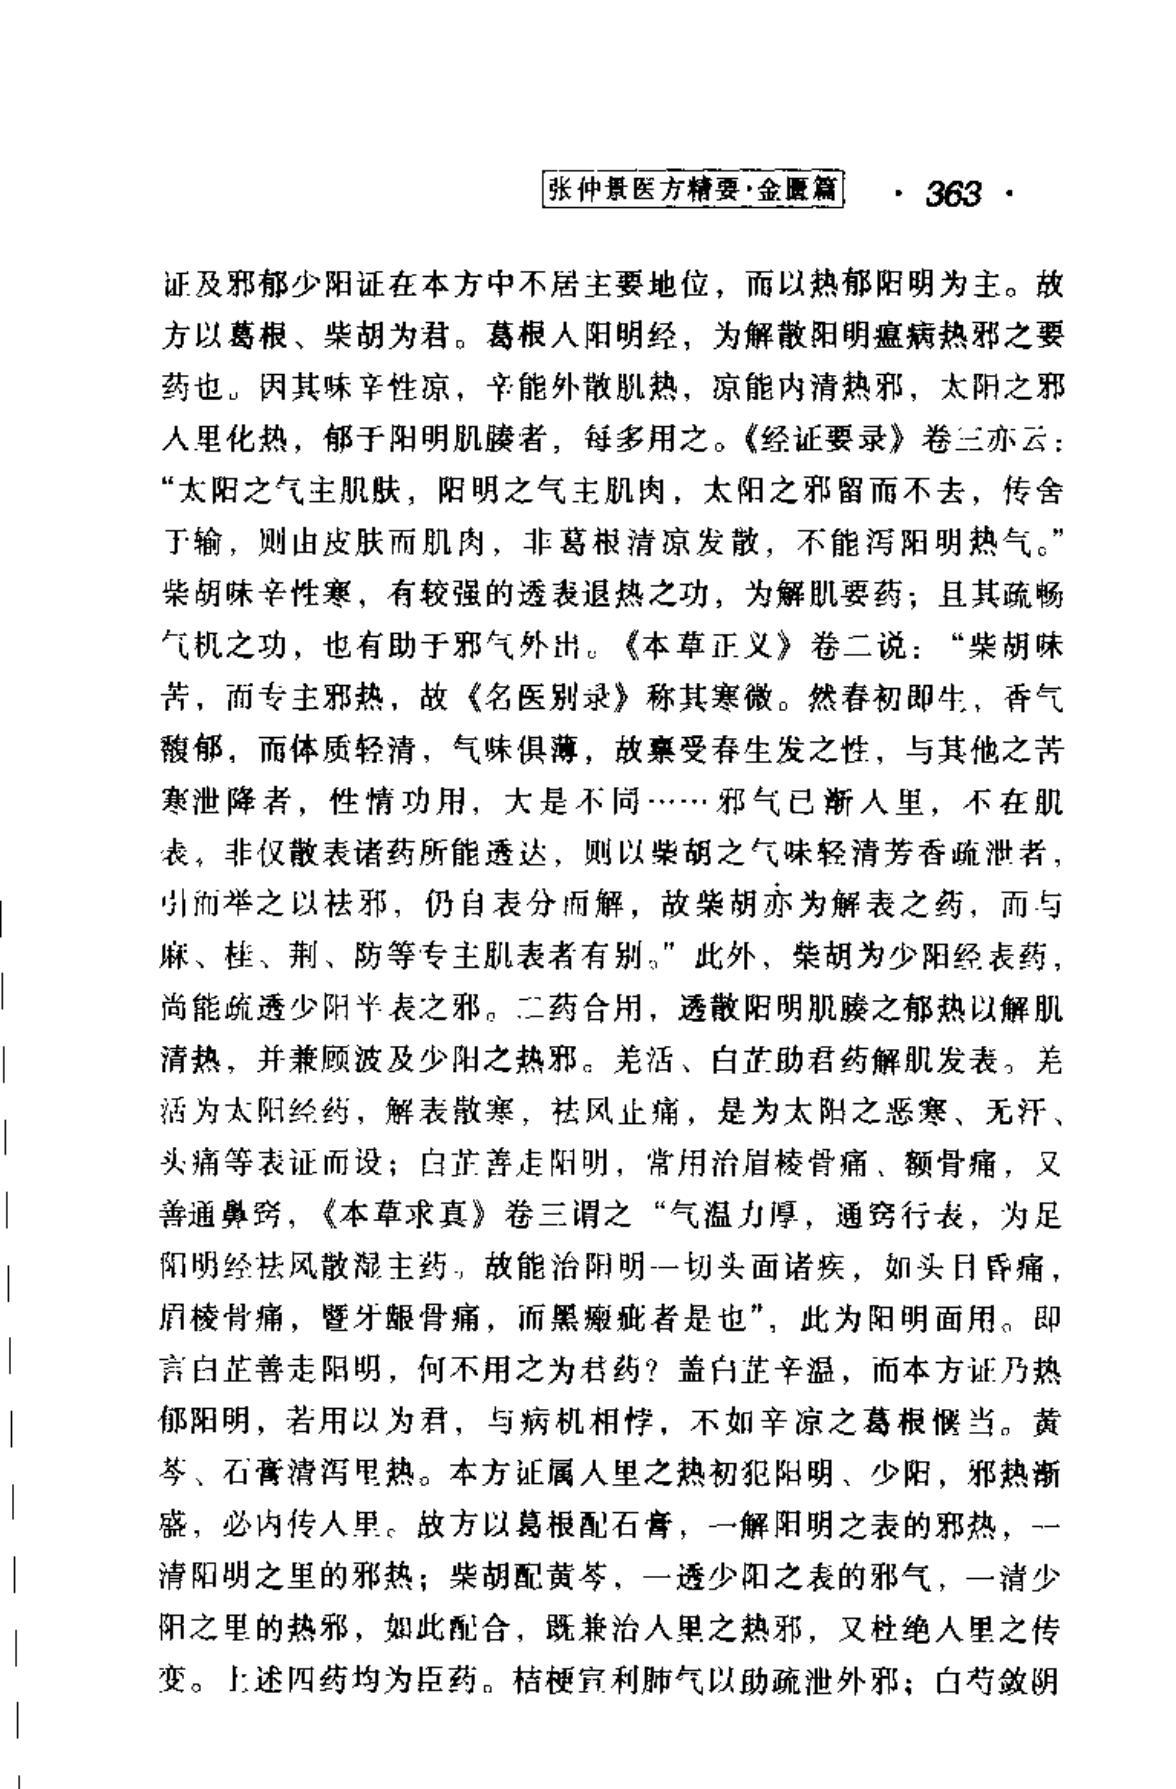 张仲景医方精要·金匮篇 · 363 ·
证及邪郁少阳证在本方中不居主要地位，而以热郁阳明为主。故
方以葛根、柴胡为君。葛根人阳明经，为解散阳明瘟病热邪之要
药也。因其味辛性凉，辛能外散肌热，凉能内清热邪，太阳之邪
人里化热，郁于阳明肌腠者，每多用之。《经证要录》卷三亦云：
“太阳之气主肌肤，阳明之气主肌肉，太阳之邪留而不去，传舍
于输，则由皮肤而肌肉，非葛根清凉发散，不能泻阳明热气。”
柴胡味辛性寒，有较强的透表退热之功，为解肌要药；且其疏畅
气机之功，也有助于邪气外出。《本草正义》卷二说：“柴胡味
苦，而专主邪热，故《名医别录》称其寒微。然春初即生，香气
馥郁，而体质轻清，气味俱薄，故禀受春生发之性，与其他之苦
寒泄降者，性情功用，大是不同……邪气已渐人里，不在肌
表，非仅散表诸药所能透达，则以柴胡之气味轻清芳香疏泄者，
引而举之以祛邪，仍自表分而解，故柴胡亦为解表之药，而与
麻、桂、荆、防等专主肌表者有别。”此外，柴胡为少阳经表药，
尚能疏透少阳半表之邪。二药合用，透散阳明肌腠之郁热以解肌
清热，并兼顾波及少阳之热邪。羌活、白芷助君药解肌发表。羌
活为太阳经药，解表散寒，祛风止痛，是为太阳之恶寒、无汗、
头痛等表证而设；白芷善走阳明，常用治眉棱骨痛、额骨痛，又
善通鼻窍，《本草求真》卷三谓之“气温力厚，通窍行表，为足
阳明经祛风散湿主药。故能治阳明一切头面诸疾，如头目昏痛，
眉棱骨痛，暨牙龈骨痛，而黑瘢疵者是也”，此为阳明面用。即
言白芷善走阳明，何不用之为君药？盖白芷辛温，而本方证乃热
郁阳明，若用以为君，与病机相悖，不如辛凉之葛根惬当。黄
芩、石膏清泻里热。本方证属人里之热初犯阳明、少阳，邪热渐
盛，必内传人里。故方以葛根配石膏，一解阳明之表的邪热，一
清阳明之里的邪热；柴胡配黄芩，一透少阳之表的邪气，一清少
阳之里的热邪，如此配合，既兼治人里之热邪，又杜绝人里之传
变。上述四药均为臣药。桔梗宣利肺气以助疏泄外邪；白芍敛阴